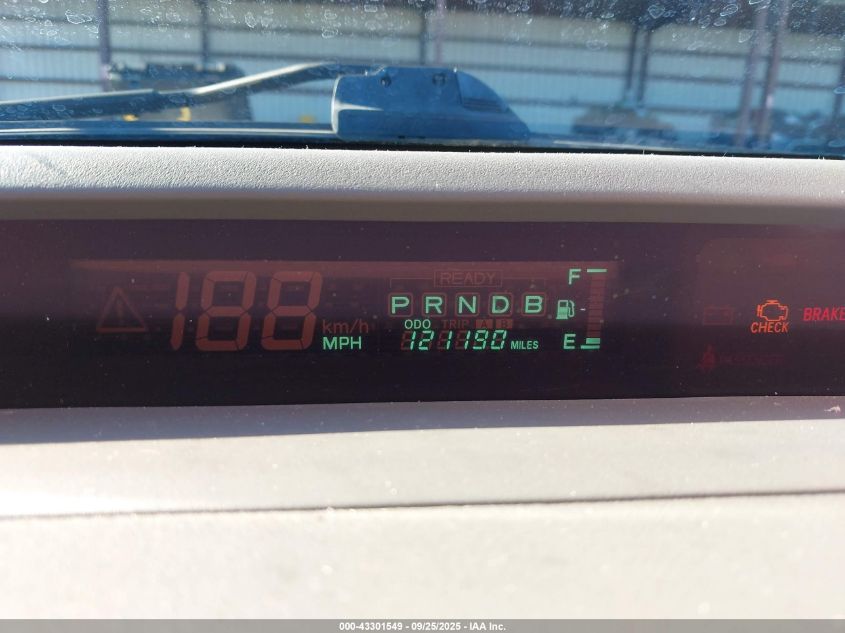 READY
F
188
P R N D B
km/h
ODO TRIP A B
MPH
121190 MILES
E
CHECK
BRAKE
000-43301549 - 09/25/2025 - IAA Inc.